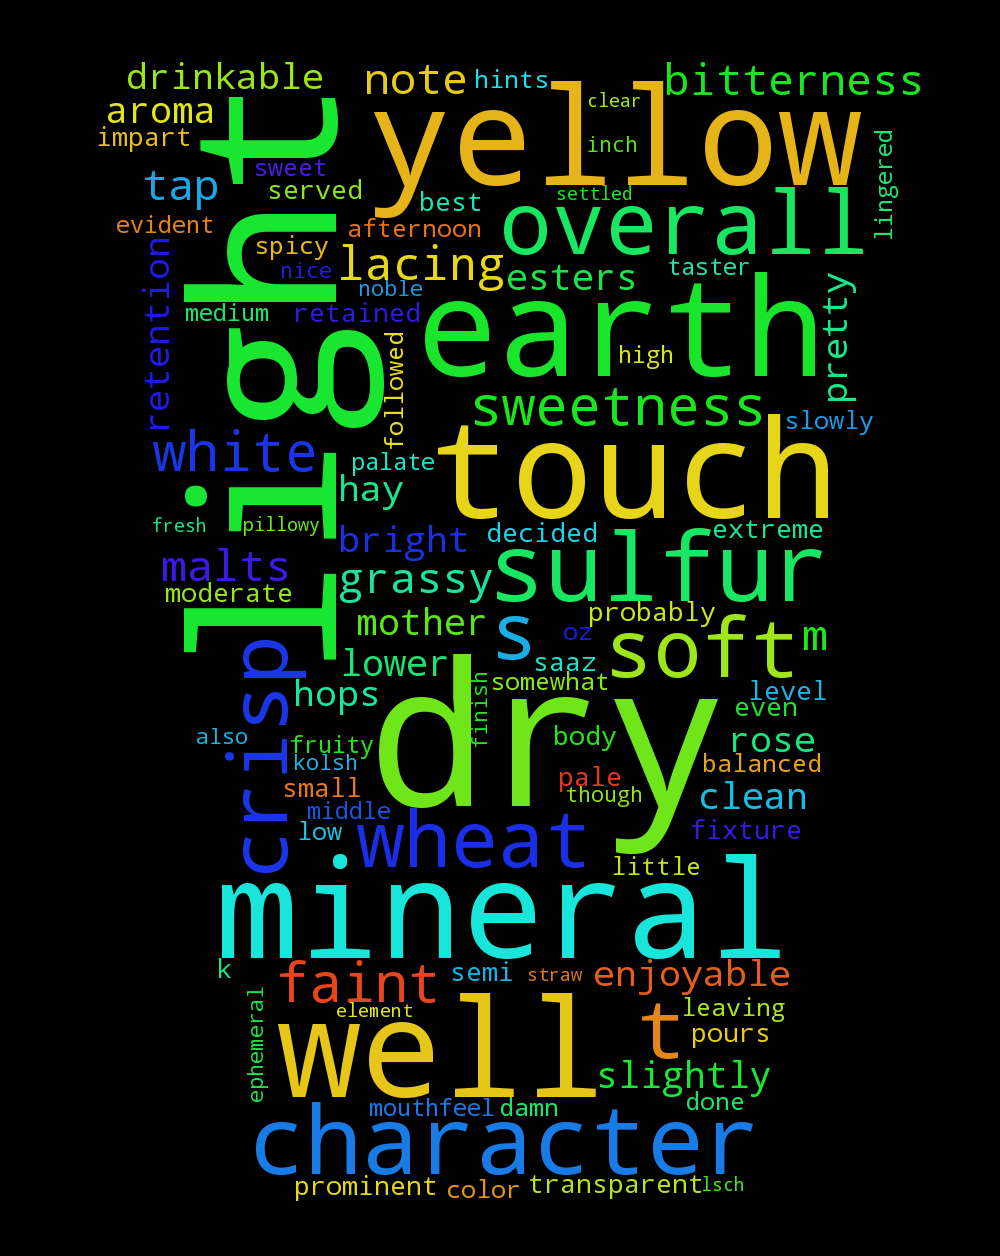 drinkable
note
hints
bitterness
aroma
clear
yellow
impart
inch
lingered
sweet
tap
served
settled
best
overall
evident
afternoon
light
spicy
lacing
esters
taster
nice
noble
retention
medium
retained
earth
pretty
followed
high
sweetness
slowly
white
palate
touch
hay
fresh
pillowy
bright
decided
extreme
malts
grassy
sulfur
moderate
mother
probably
s
oz
soft
m
lower
saaz
crisp
hops
somewhat
finish
level
dry
even
also
fruity
body
rose
kolsh
pale
balanced
small
though
clean
middle
low
wheat
fixture
little
mineral
k
faint
semi
straw
enjoyable
element
ephemeral
well
t
leaving
pours
slightly
mouthfeel
damn
done
character
prominent
color
transparent
lsch